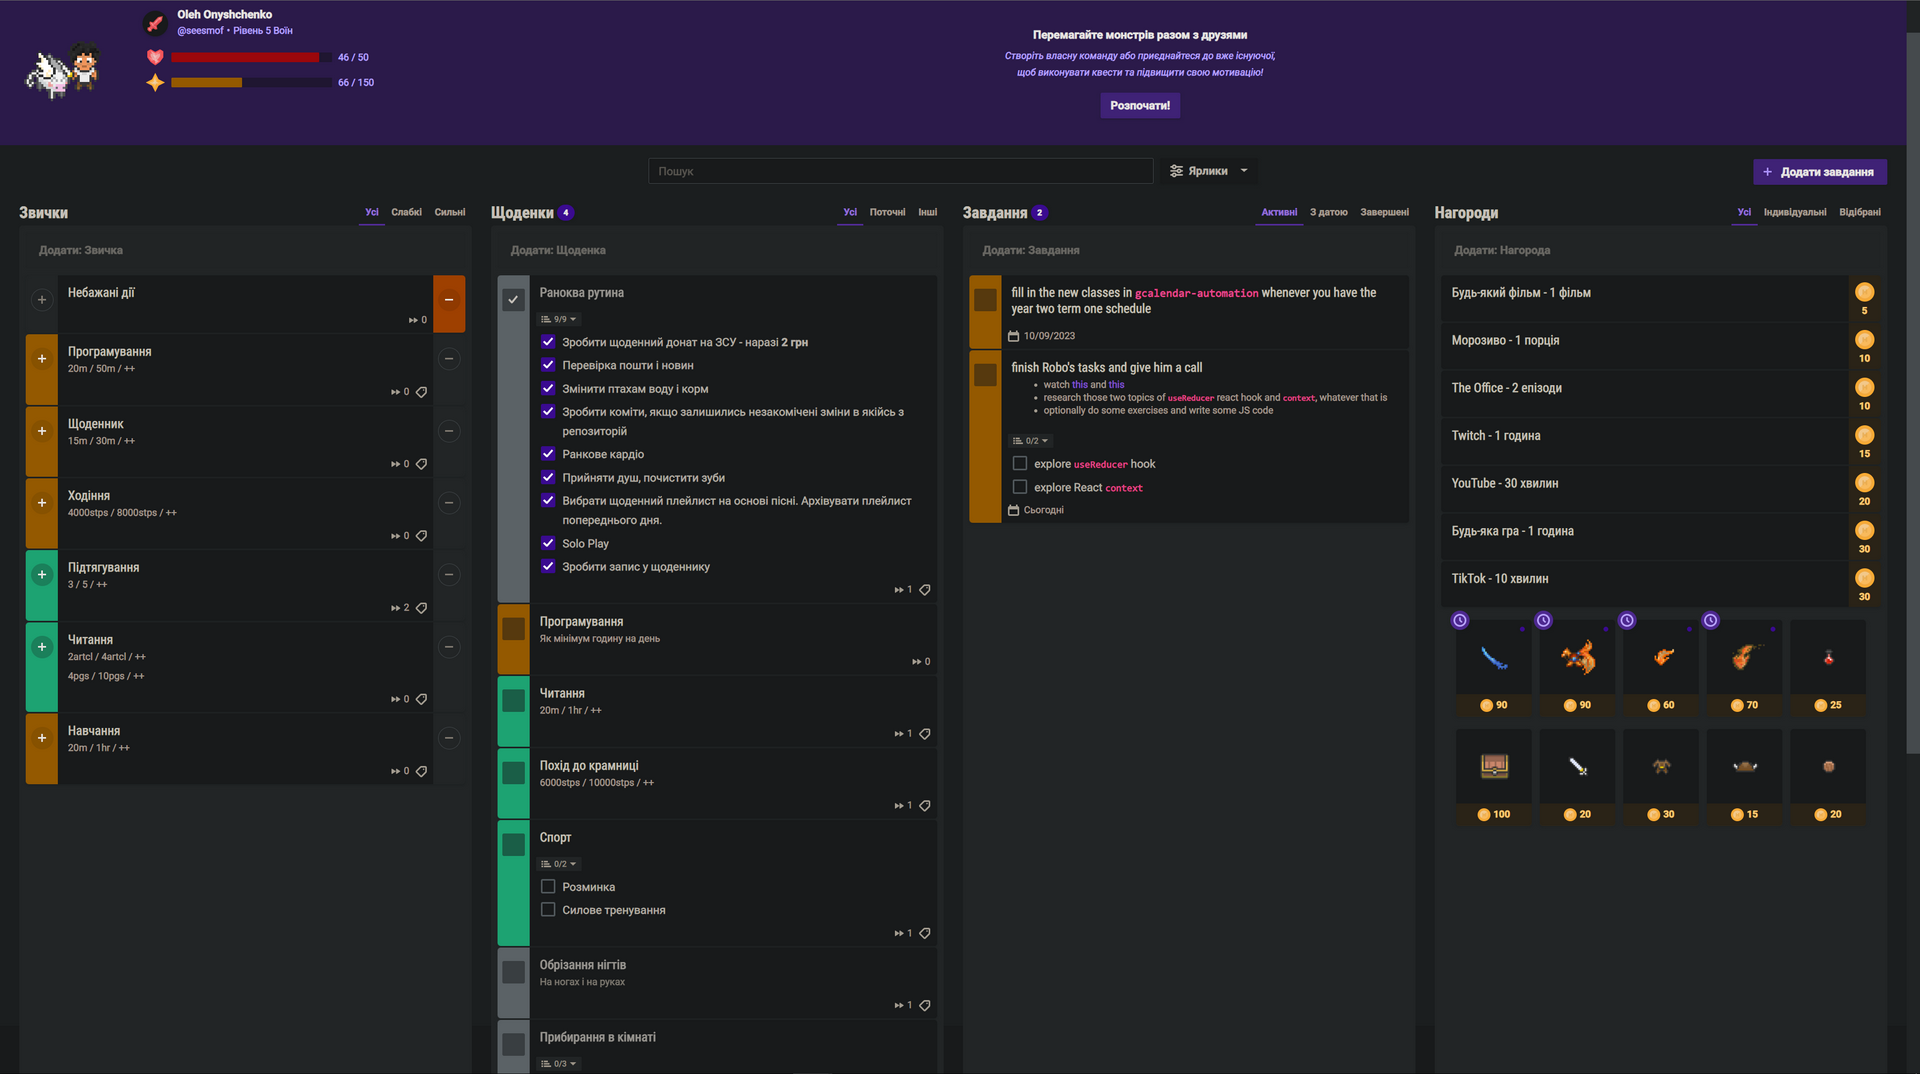 Oleh Onyshchenko
@seesmof • Рівень 5 Воїн
46 / 50
66 / 150
Перемагайте монстрів разом з друзями
Створіть власну команду або приєднайтеся до вже існуючої,
щоб виконувати квести та підвищити свою мотивацію!
Розпочати!
Пошук
Ярлики
Додати завдання
Звички
Усі Слабкі Сильні
Додати: Звичка
Небажані дії
0
Програмування
20m / 50m / ++
0
Щоденник
15m / 30m / ++
0
Ходіння
4000stps / 8000stps / ++
0
Підтягування
3 / 5 / ++
2
Читання
2artcl / 4artcl / ++
4pgs / 10pgs / ++
0
Навчання
20m / 1hr / ++
0
Щоденки 4
Усі Поточні Інші
Додати: Щоденка
Раноква рутина
9/9
Зробити щоденний донат на ЗСУ - наразі 2 грн
Перевірка пошти і новин
Змінити птахам воду і корм
Зробити коміти, якщо залишились незакомічені зміни в якійсь з
репозиторій
Ранкове кардіо
Прийняти душ, почистити зуби
Вибрати щоденний плейлист на основі пісні. Архівувати плейлист
попереднього дня.
Solo Play
Зробити запис у щоденнику
1
Програмування
Як мінімум годину на день
0
Читання
20m / 1hr / ++
1
Похід до крамниці
6000stps / 10000stps / ++
1
Спорт
0/2
Розминка
Силове тренування
1
Обрізання нігтів
На ногах і на руках
1
Прибирання в кімнаті
0/3
Завдання 2
Активні З датою Завершені
Додати: Завдання
fill in the new classes in gcalendar-automation whenever you have the
year two term one schedule
10/09/2023
finish Robo's tasks and give him a call
• watch this and this
• research those two topics of useReducer react hook and context, whatever that is
• optionally do some exercises and write some JS code
0/2
explore useReducer hook
explore React context
Сьогодні
Нагороди
Усі Індивідуальні Відібрані
Додати: Нагорода
Будь-який фільм - 1 фільм
5
Морозиво - 1 порція
10
The Office - 2 епізоди
10
Twitch - 1 година
15
YouTube - 30 хвилин
20
Будь-яка гра - 1 година
30
TikTok - 10 хвилин
30
90 90 60 70 25
100 20 30 15 20